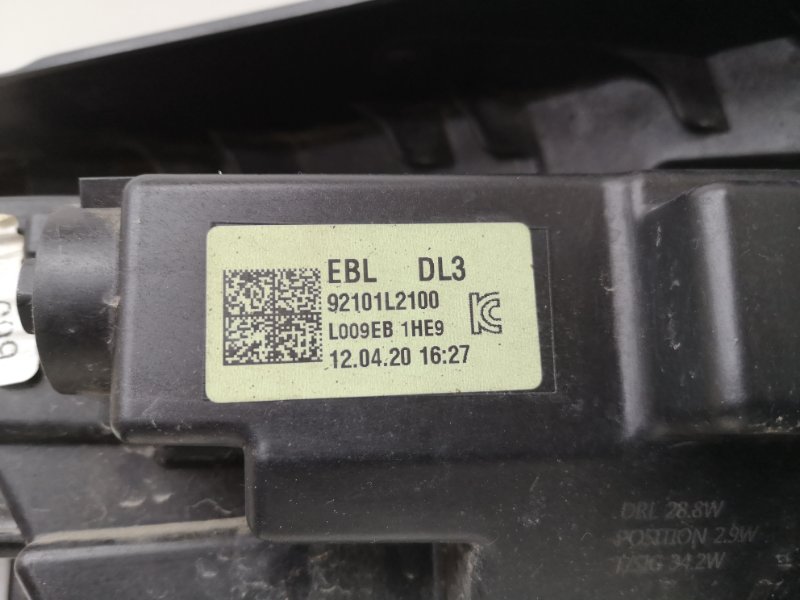 EBL DL3
92101L2100
L009EB 1HE9
12.04.20 16:27
DRL 28.8W
POSITION 2.9W
T/SIG 34.2W